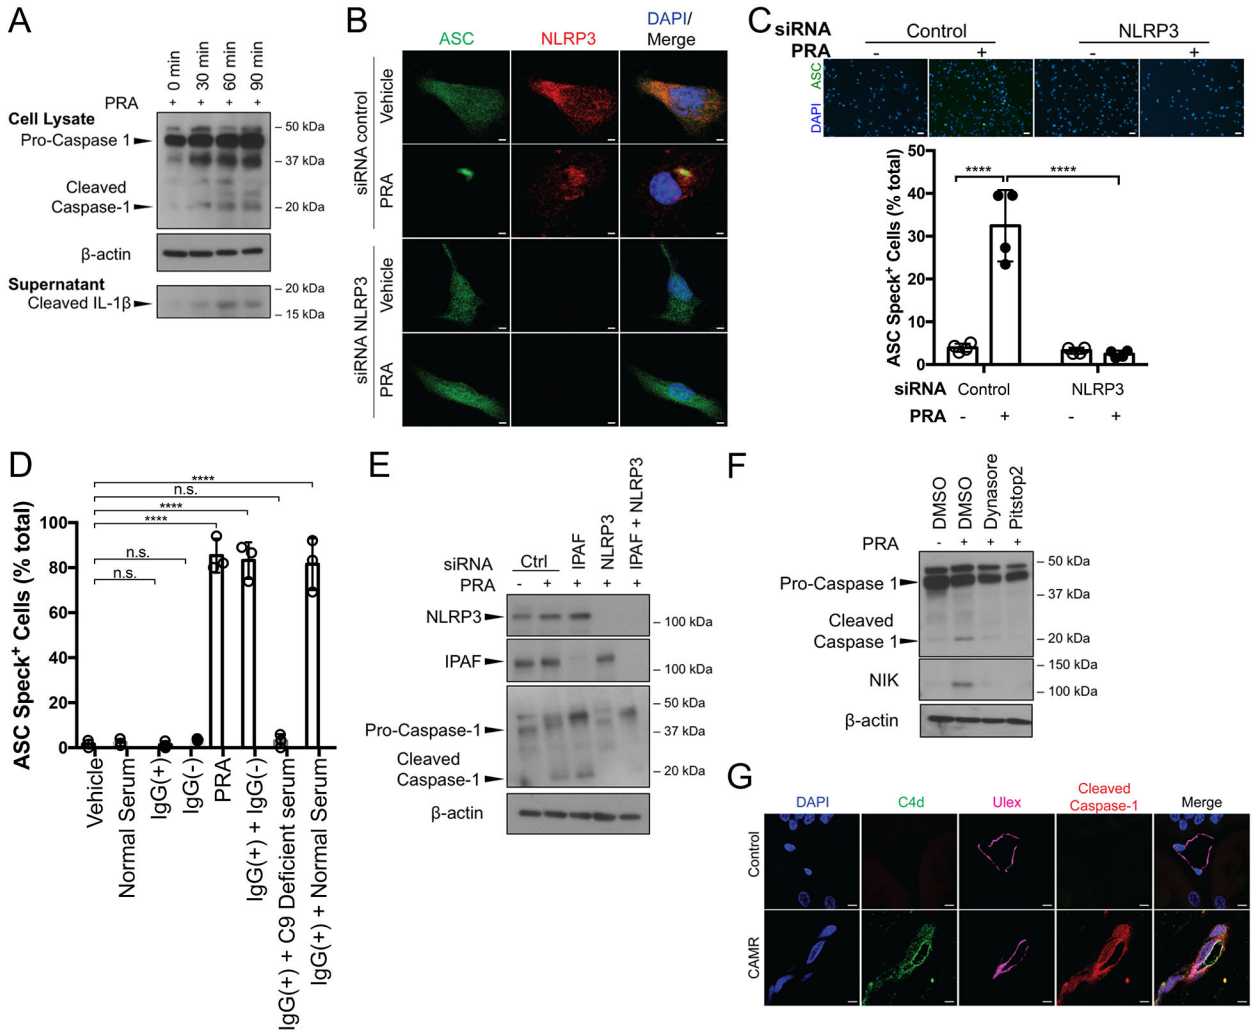 A
0 min
30 min
60 min
90 min
PRA + + + +
Cell Lysate
Pro-Caspase 1
Cleaved
Caspase-1
β-actin
Supernatant
Cleaved IL-1β
– 50 kDa
– 37 kDa
– 20 kDa
– 20 kDa
– 15 kDa
B
ASC
NLRP3
DAPI/
Merge
siRNA control
Vehicle
PRA
siRNA NLRP3
Vehicle
PRA
C
siRNA Control NLRP3
PRA - + - +
DAPI ASC
ASC Speck+ Cells (% total)
50
40
30
20
10
0
**** ****
siRNA Control NLRP3
PRA - + - +
D
ASC Speck+ Cells (% total)
100
80
60
40
20
0
****
n.s.
****
****
n.s.
n.s.
Vehicle
Normal Serum
IgG(+)
IgG(-)
PRA
IgG(+) + IgG(-)
IgG(+) + C9 Deficient serum
IgG(+) + Normal Serum
E
siRNA Ctrl IPAF NLRP3 IPAF + NLRP3
PRA - + + + +
NLRP3
– 100 kDa
IPAF
– 100 kDa
– 50 kDa
Pro-Caspase-1
– 37 kDa
Cleaved
Caspase-1
– 20 kDa
β-actin
F
DMSO
DMSO
Dynasore
Pitstop2
PRA - + + +
– 50 kDa
Pro-Caspase 1
– 37 kDa
Cleaved
Caspase 1
– 20 kDa
– 150 kDa
NIK
– 100 kDa
β-actin
G
DAPI
C4d
Ulex
Cleaved
Caspase-1
Merge
Control
CAMR